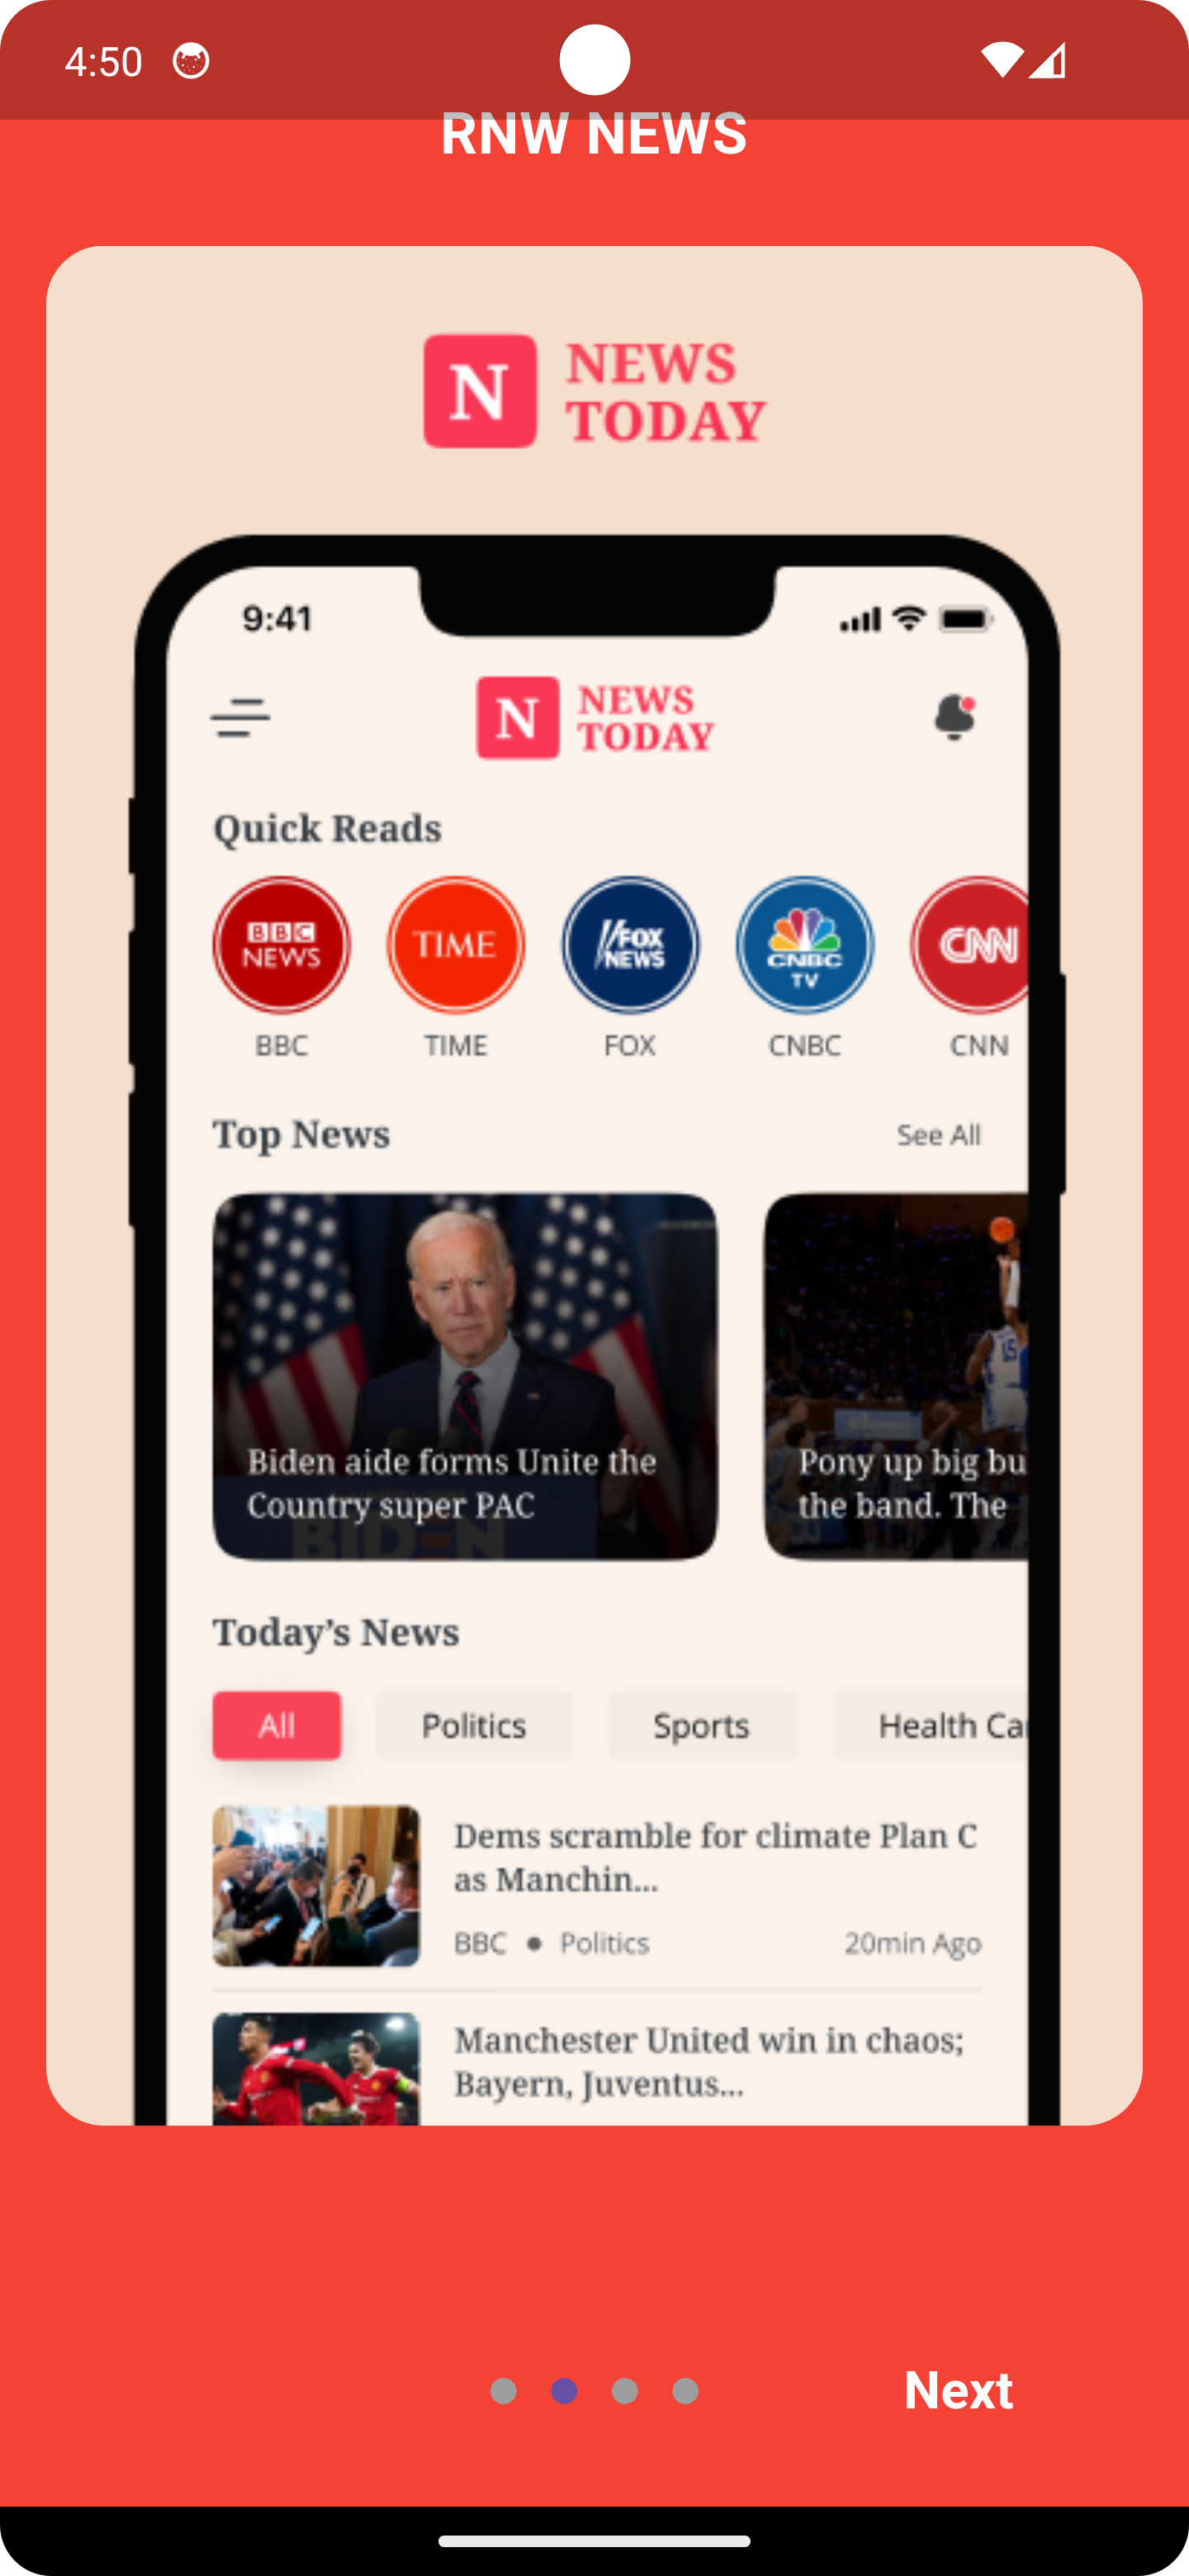 4:50
RNW NEWS
N
NEWS
TODAY
9:41
N
NEWS
TODAY
Quick Reads
BBC
NEWS
TIME
FOX
NEWS
CNBC
TV
CNN
BBC
TIME
FOX
CNBC
CNN
Top News
See All
Biden aide forms Unite the
Country super PAC
BIDEN
15
Pony up big bu
the band. The
Today’s News
All
Politics
Sports
Health Ca
Dems scramble for climate Plan C
as Manchin...
BBC ● Politics
20min Ago
Manchester United win in chaos;
Bayern, Juventus...
Next